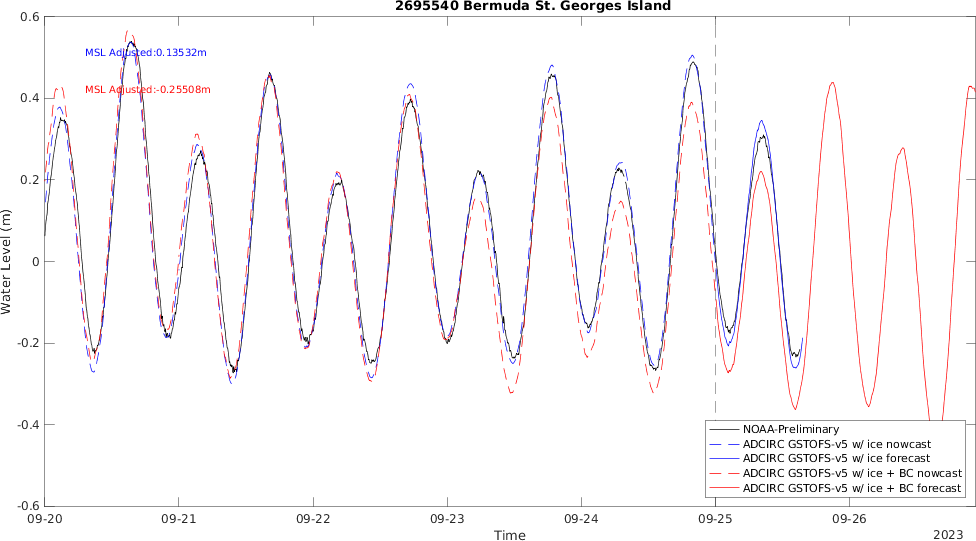 2695540 Bermuda St. Georges Island
0.6
0.4
0.2
0
-0.2
-0.4
-0.6
Water Level (m)
MSL Adjusted:0.13532m
MSL Adjusted:-0.25508m
NOAA-Preliminary
ADCIRC GSTOFS-v5 w/ ice nowcast
ADCIRC GSTOFS-v5 w/ ice forecast
ADCIRC GSTOFS-v5 w/ ice + BC nowcast
ADCIRC GSTOFS-v5 w/ ice + BC forecast
09-20 09-21 09-22 09-23 09-24 09-25 09-26
Time
2023